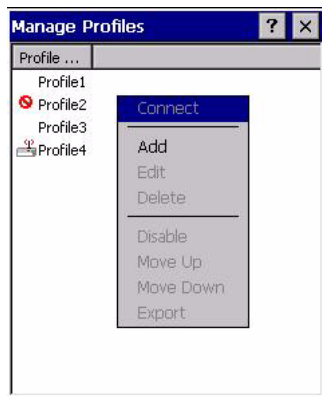 Manage Profiles ? ×
Profile ...
Profile1
Profile2
Profile3
Profile4
Connect
Add
Edit
Delete
Disable
Move Up
Move Down
Export